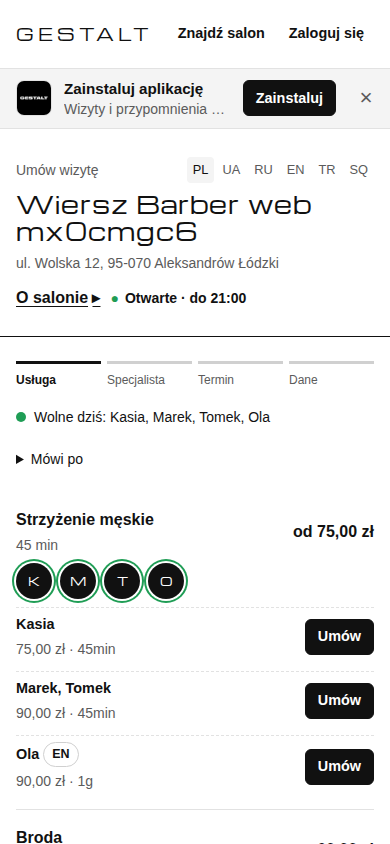 GESTALT Znajdź salon Zaloguj się
GESTALT Zainstaluj aplikację
Wizyty i przypomnienia … Zainstaluj ×
Umów wizytę PL UA RU EN TR SQ
Wiersz Barber web
mx0cmgc6
ul. Wolska 12, 95-070 Aleksandrów Łódzki
O salonie ▸ Otwarte · do 21:00
Usługa Specjalista Termin Dane
Wolne dziś: Kasia, Marek, Tomek, Ola
Mówi po
Strzyżenie męskie
od 75,00 zł
45 min
K M T O
Kasia
75,00 zł · 45min Umów
Marek, Tomek
90,00 zł · 45min Umów
Ola EN
90,00 zł · 1g Umów
Broda